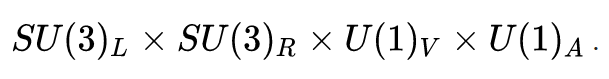 SU(3)_L × SU(3)_R × U(1)_V × U(1)_A .